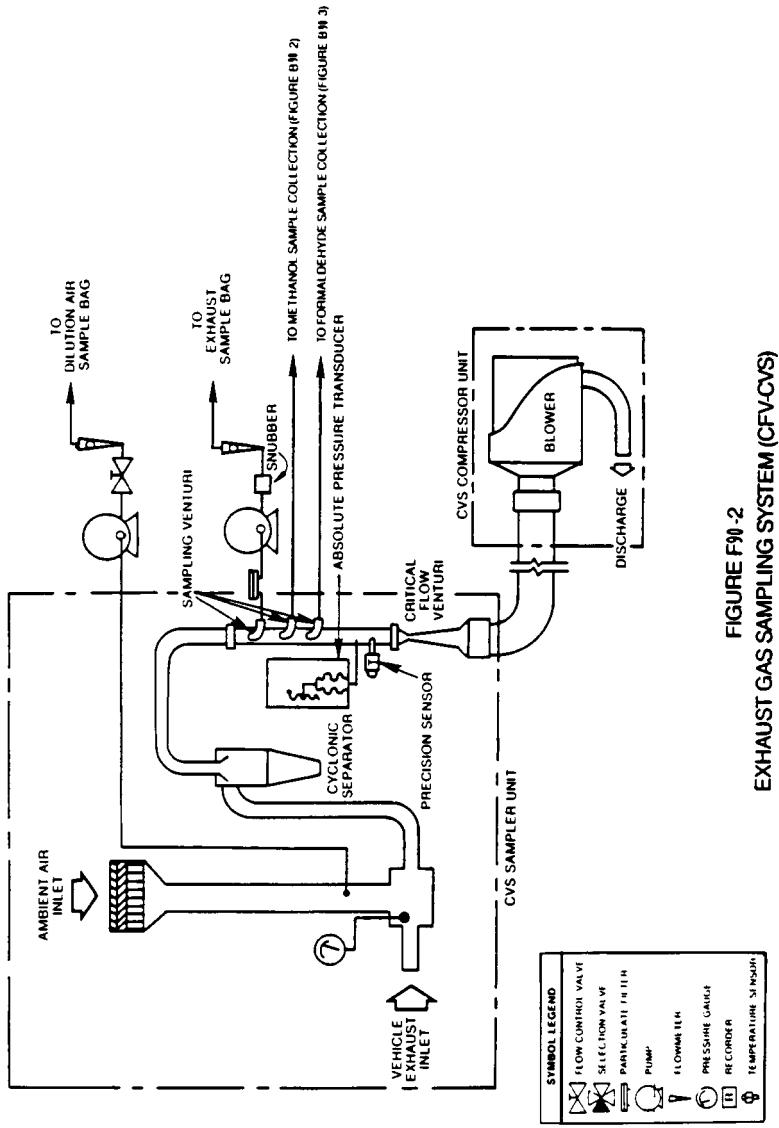 TO
DILUTION AIR
SAMPLE BAG
TO
EXHAUST
SAMPLE BAG
SNUBBER
TO METHANOL SAMPLE COLLECTION (FIGURE B90 2)
TO FORMALDEHYDE SAMPLE COLLECTION (FIGURE B90 3)
ABSOLUTE PRESSURE TRANSDUCER
SAMPLING VENTURI
AMBIENT AIR
INLET
CYCLONIC
SEPARATOR
PRECISION SENSOR
CRITICAL
FLOW
VENTURI
CVS SAMPLER UNIT
VEHICLE
EXHAUST
INLET
CVS COMPRESSOR UNIT
BLOWER
DISCHARGE
SYMBOL LEGEND
FLOW CONTROL VALVE
SELECTION VALVE
PARTICULATE FILTER
PUMP
FLOWMETER
PRESSURE GAUGE
R RECORDER
TEMPERATURE SENSOR
FIGURE F90-2
EXHAUST GAS SAMPLING SYSTEM (CFV-CVS)